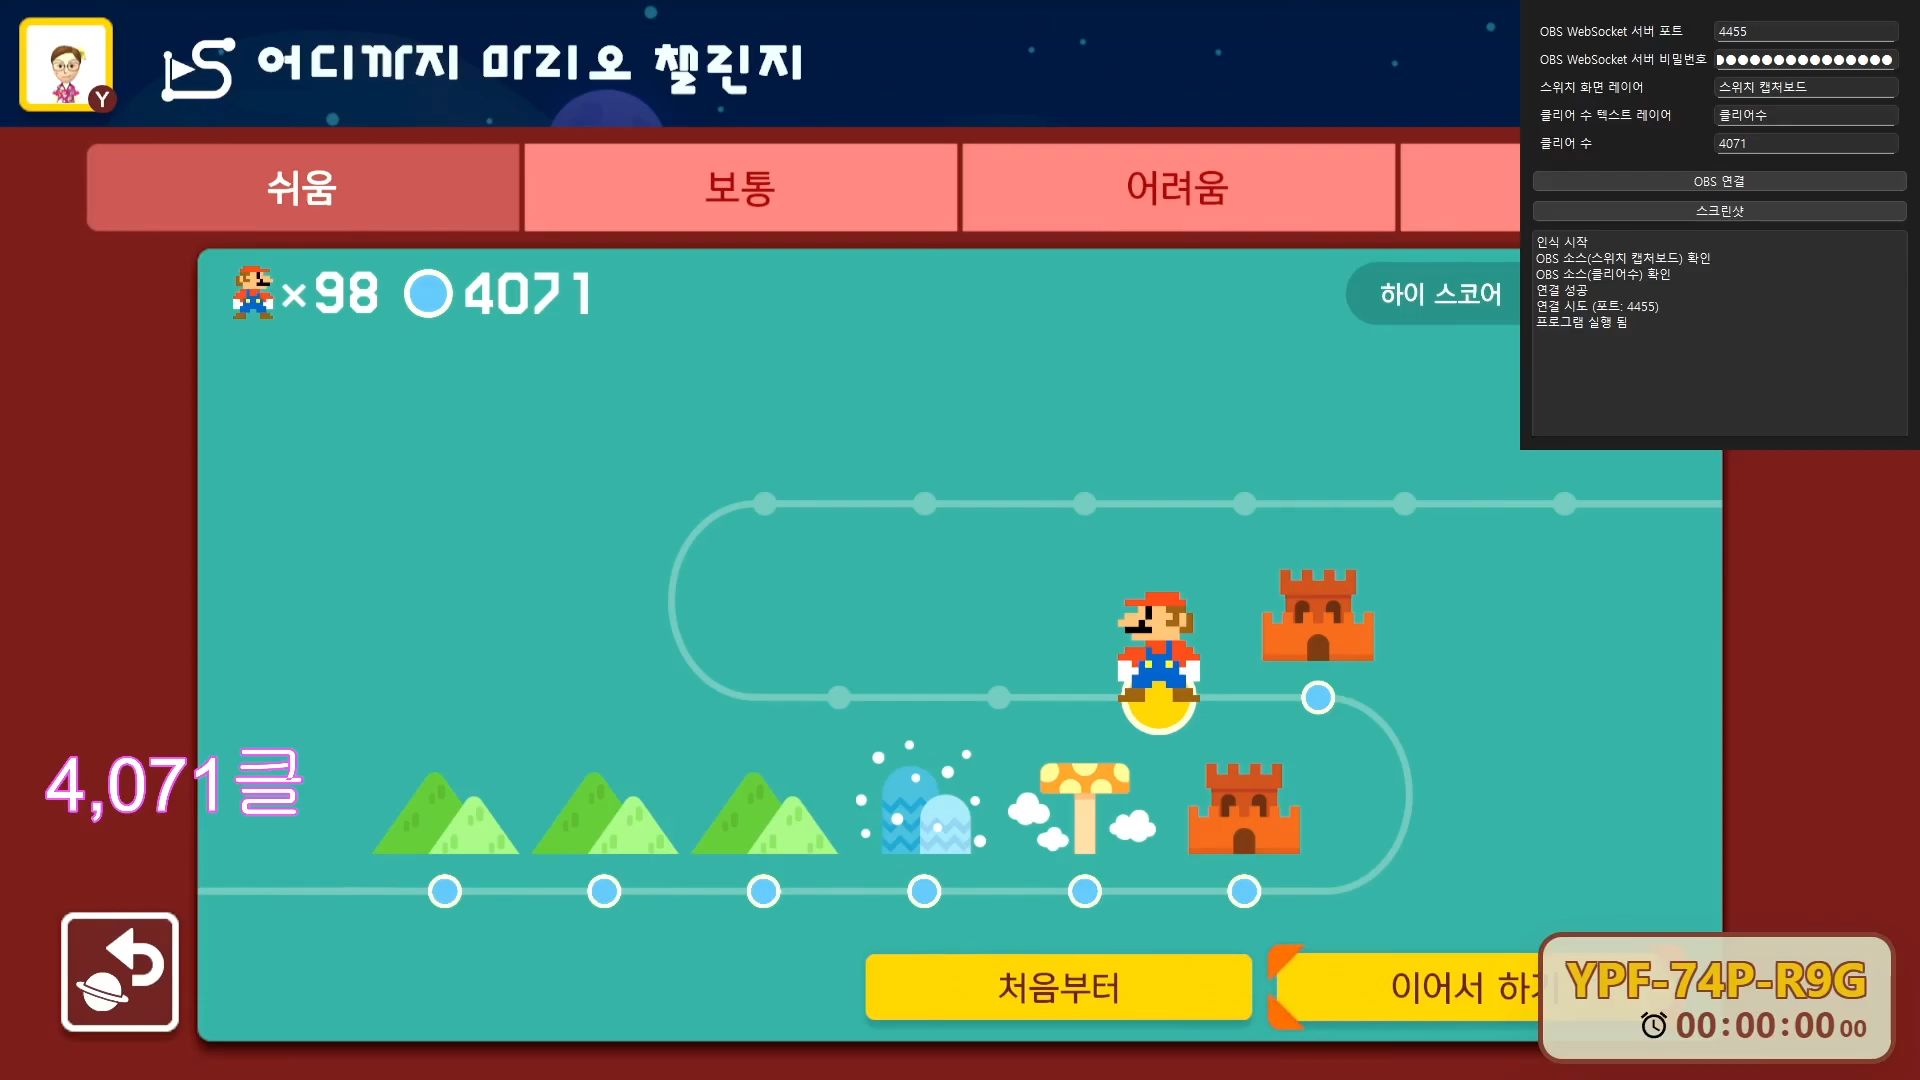 Y
어디까지 마리오 챌린지
쉬움
보통
어려움
×98
4071
하이 스코어
OBS WebSocket 서버 포트
4455
OBS WebSocket 서버 비밀번호
●●●●●●●●●●●●●●●
스위치 화면 레이어
스위치 캡처보드
클리어 수 텍스트 레이어
클리어수
클리어 수
4071
OBS 연결
스크린샷
인식 시작
OBS 소스(스위치 캡처보드) 확인
OBS 소스(클리어수) 확인
연결 성공
연결 시도 (포트: 4455)
프로그램 실행 됨
4,071클
처음부터
이어서 하
YPF-74P-R9G
00:00:00 00